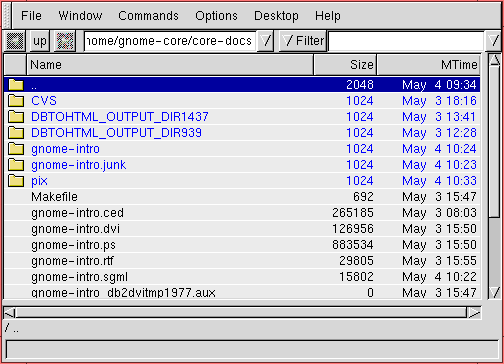 File Window Commands Options Desktop Help
up home/gnome-core/core-docs Filter
Name Size MTime
.. 2048 May 4 09:34
CVS 1024 May 3 16:16
DBTOHTML_OUTPUT_DIR1437 1024 May 3 13:41
DBTOHTML_OUTPUT_DIR939 1024 May 3 12:28
gnome-intro 1024 May 4 10:24
gnome-intro.junk 1024 May 4 10:23
pix 1024 May 4 10:33
Makefile 692 May 3 15:47
gnome-intro.ced 265185 May 3 08:03
gnome-intro.dvi 126956 May 3 15:50
gnome-intro.ps 883534 May 3 15:50
gnome-intro.rtf 29805 May 3 15:55
gnome-intro.sgml 15802 May 4 10:22
gnome-intro_db2dvitmp1977.aux 0 May 3 15:47
/ ..